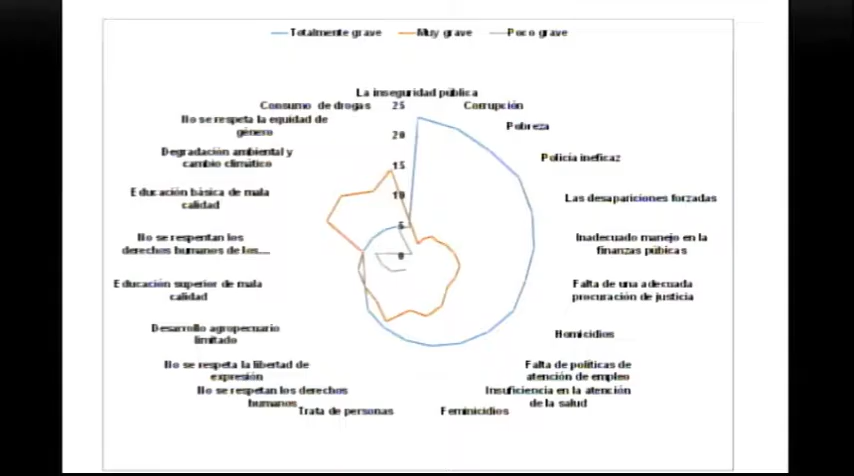 Totalmente grave Muy grave Poco grave
La inseguridad pública
Consumo de drogas 25 Corrupción
No se respeta la equidad de
género
20 Pobreza
Degradación ambiental y
cambio climático
15 Policía ineficaz
Educación básica de mala
calidad
10 Las desapariciones forzadas
No se respentan los
derechos humanos de los....
5 Inadecuado manejo en la
finanzas púbicas
0
Educación superior de mala
calidad
Falta de una adecuada
procuración de justicia
Desarrollo agropecuario
limitado
Homicidios
No se respeta la libertad de
expresión
Falta de políticas de
atención de empleo
No se respetan los derechos
humanos
Insuficiencia en la atención
de la salud
Trata de personas Feminicidios